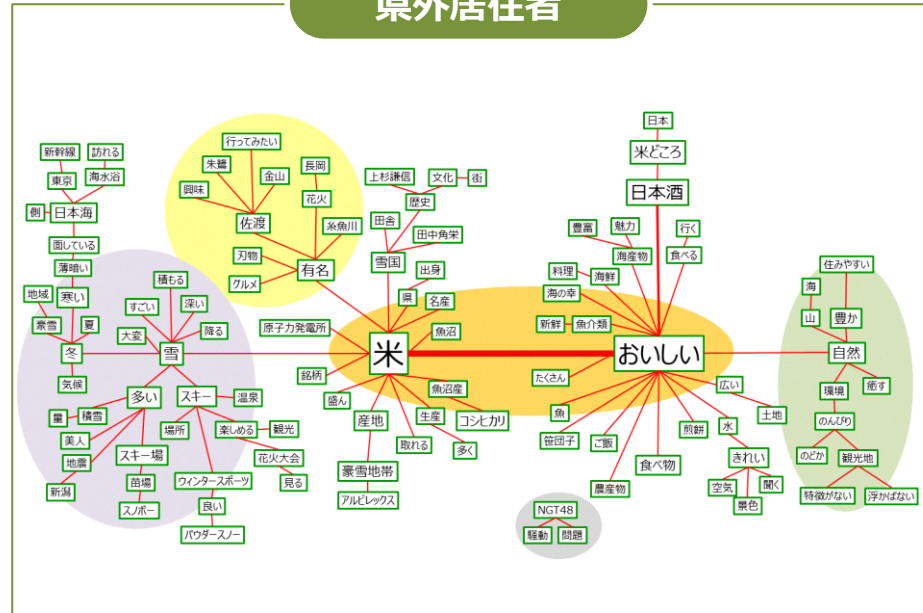 県外居住者
日本
米どころ
日本酒
新幹線
訪れる
東京
海水浴
側
日本海
面している
薄暗い
地域
寒い
豪雪
夏
冬
気候
行ってみたい
朱鷺
金山
興味
佐渡
長岡
花火
糸魚川
刃物
有名
グルメ
上杉謙信
文化
街
歴史
田舎
田中角栄
雪国
出身
県
名産
魚沼
原子力発電所
米
銘柄
盛ん
産地
豪雪地帯
アルビレックス
取れる
生産
多く
魚沼産
コシヒカリ
積もる
すごい
深い
大変
降る
雪
多い
スキー
温泉
量
積雪
美人
地震
新潟
スキー場
苗場
スノボー
場所
楽しめる
観光
花火大会
見る
ウィンタースポーツ
良い
パウダースノー
豊富
魅力
海産物
行く
食べる
料理
海鮮
海の幸
新鮮
魚介類
おいしい
たくさん
魚
笹団子
ご飯
農産物
食べ物
煎餅
広い
土地
水
きれい
空気
景色
聞く
住みやすい
海
山
豊か
自然
環境
癒す
のんびり
のどか
観光地
特徴がない
浮かばない
NGT48
騒動
問題